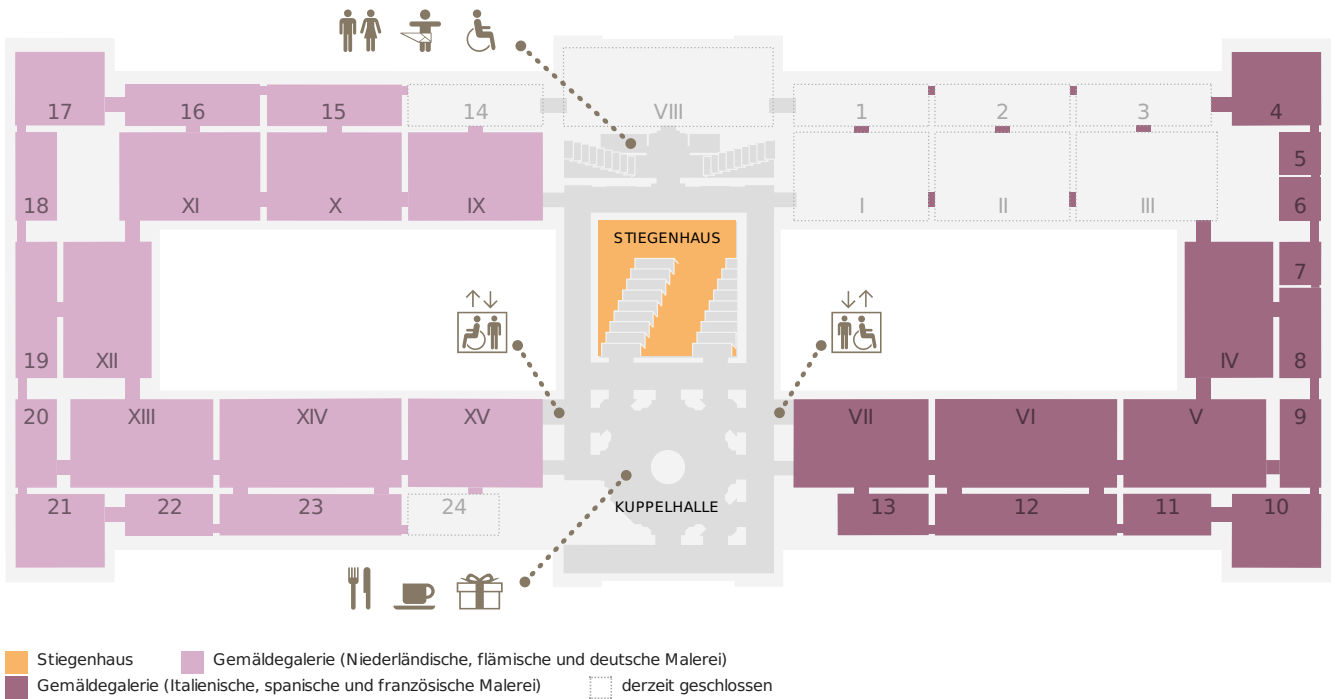 17
16
15
14
VIII
1
2
3
4
5
6
18
XI
X
IX
I
II
III
STIEGENHAUS
7
19
XII
IV
8
20
XIII
XIV
XV
VII
VI
V
9
21
22
23
24
KUPPELHALLE
13
12
11
10
Stiegenhaus
Gemäldegalerie (Niederländische, flämische und deutsche Malerei)
Gemäldegalerie (Italienische, spanische und französische Malerei)
derzeit geschlossen